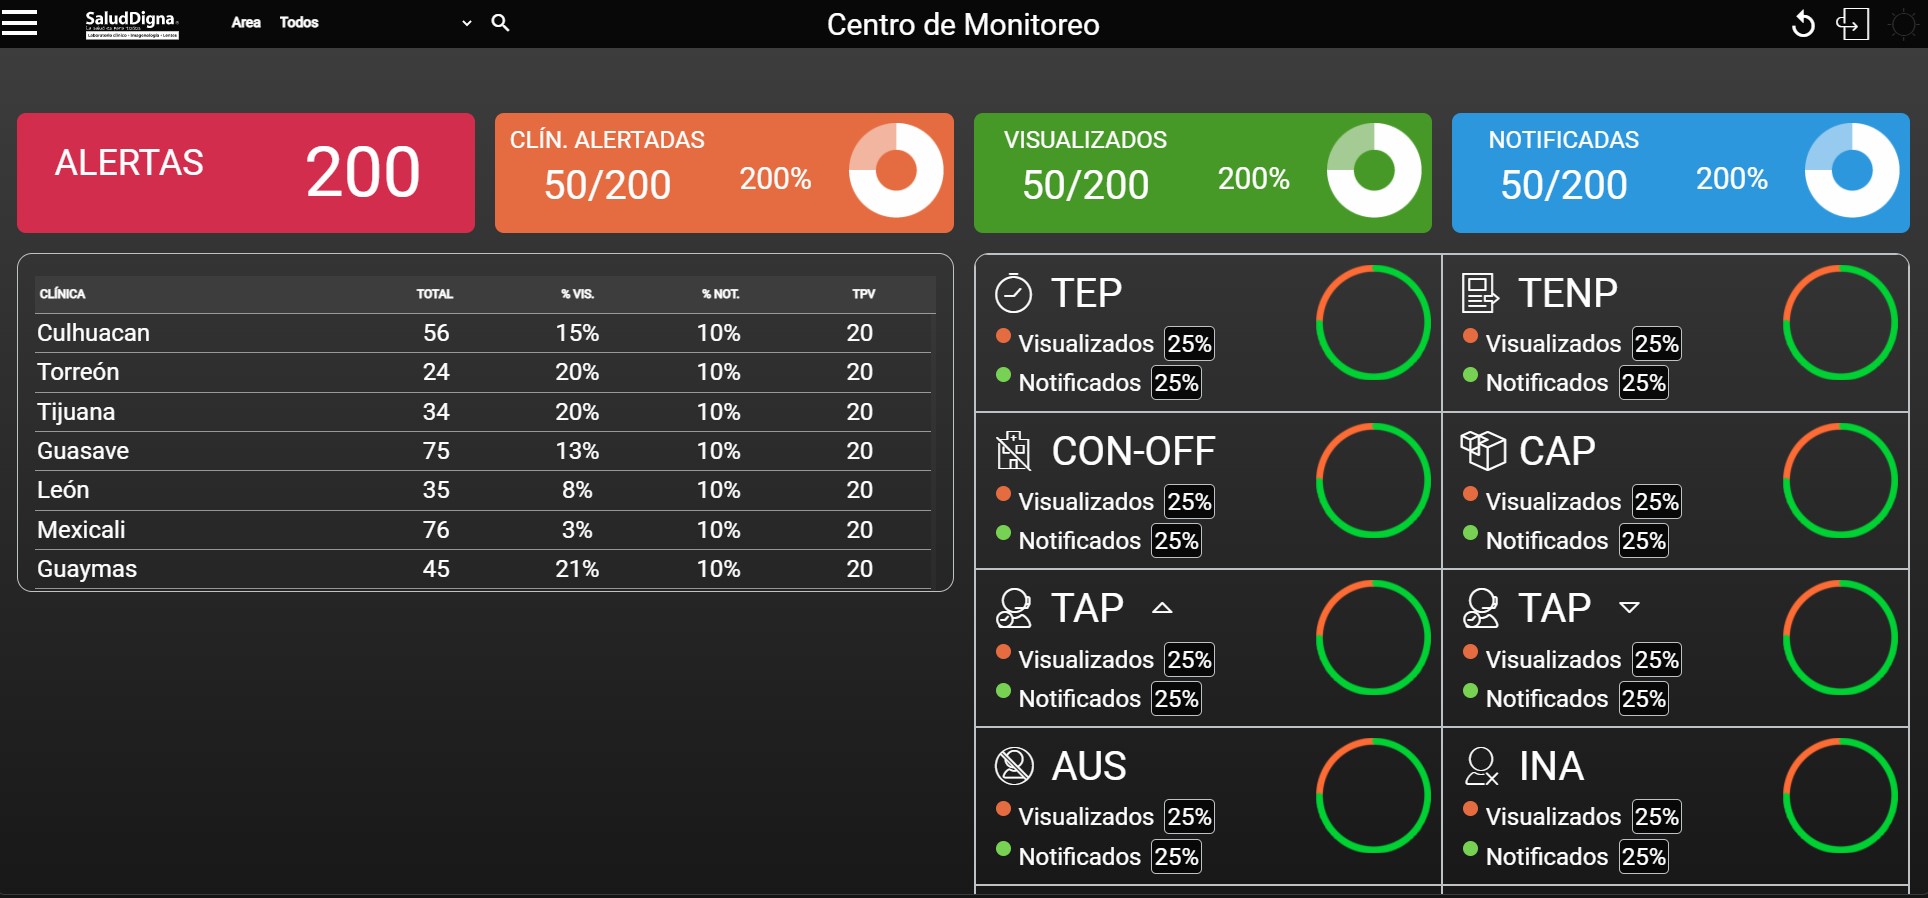 SaludDigna.
Laboratorio clínico - Imagenología - Lentes
Area Todos
Centro de Monitoreo
ALERTAS 200
CLÍN. ALERTADAS
50/200 200%
VISUALIZADOS
50/200 200%
NOTIFICADAS
50/200 200%
CLÍNICA TOTAL % VIS. % NOT. TPV
Culhuacan 56 15% 10% 20
Torreón 24 20% 10% 20
Tijuana 34 20% 10% 20
Guasave 75 13% 10% 20
León 35 8% 10% 20
Mexicali 76 3% 10% 20
Guaymas 45 21% 10% 20
TEP
Visualizados 25%
Notificados 25%
TENP
Visualizados 25%
Notificados 25%
CON-OFF
Visualizados 25%
Notificados 25%
CAP
Visualizados 25%
Notificados 25%
TAP
Visualizados 25%
Notificados 25%
TAP
Visualizados 25%
Notificados 25%
AUS
Visualizados 25%
Notificados 25%
INA
Visualizados 25%
Notificados 25%